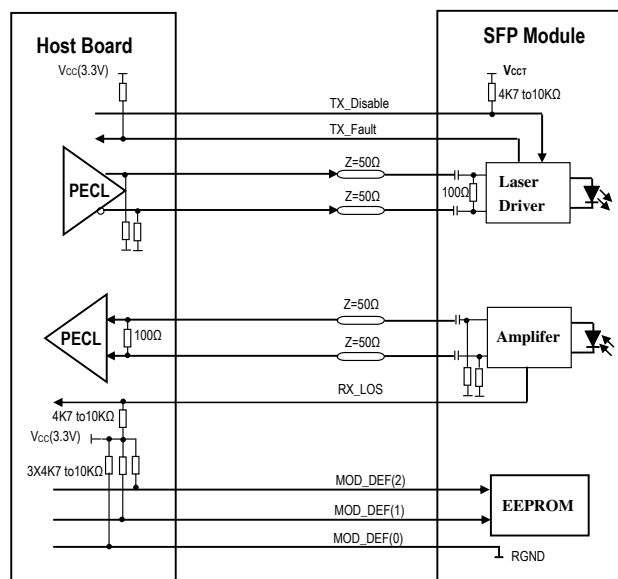 Host Board
SFP Module
Vcc(3.3V)
VCCT
4K7 to10KΩ
TX_Disable
TX_Fault
Z=50Ω
PECL
100Ω
Laser
Driver
Z=50Ω
Z=50Ω
PECL
100Ω
Amplifer
Z=50Ω
RX_LOS
4K7 to10KΩ
Vcc(3.3V)
3X4K7 to10KΩ
MOD_DEF(2)
EEPROM
MOD_DEF(1)
MOD_DEF(0)
RGND